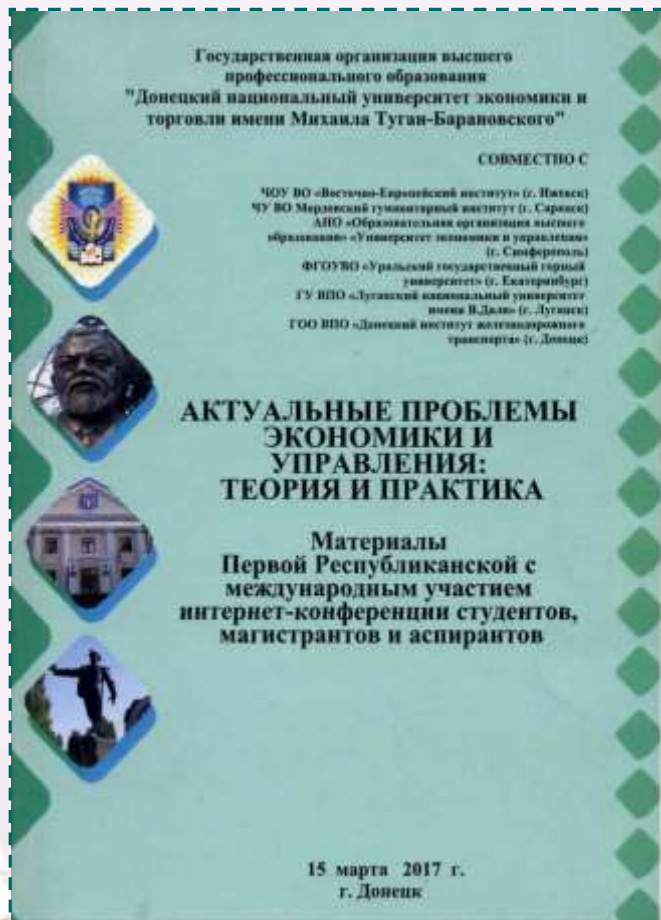 Государственная организация высшего
профессионального образования
"Донецкий национальный университет экономики и
торговли имени Михаила Туган-Барановского"
СОВМЕСТНО С
ЧОУ ВО «Восточно-Европейский институт» (г. Ижевск)
ЧУ ВО Мордовский гуманитарный институт (г. Саранск)
АНО «Образовательная организация высшего
образования» «Университет экономики и управления»
(г. Симферополь)
ФГОУВО «Уральский государственный горный
университет» (г. Екатеринбург)
ГУ ВПО «Луганский национальный университет
имени В.Даля» (г. Луганск)
ГОО ВПО «Донецкий институт железнодорожного
транспорта» (г. Донецк)
АКТУАЛЬНЫЕ ПРОБЛЕМЫ
ЭКОНОМИКИ И
УПРАВЛЕНИЯ:
ТЕОРИЯ И ПРАКТИКА
Материалы
Первой Республиканской с
международным участием
интернет-конференции студентов,
магистрантов и аспирантов
15 марта 2017 г.
г. Донецк